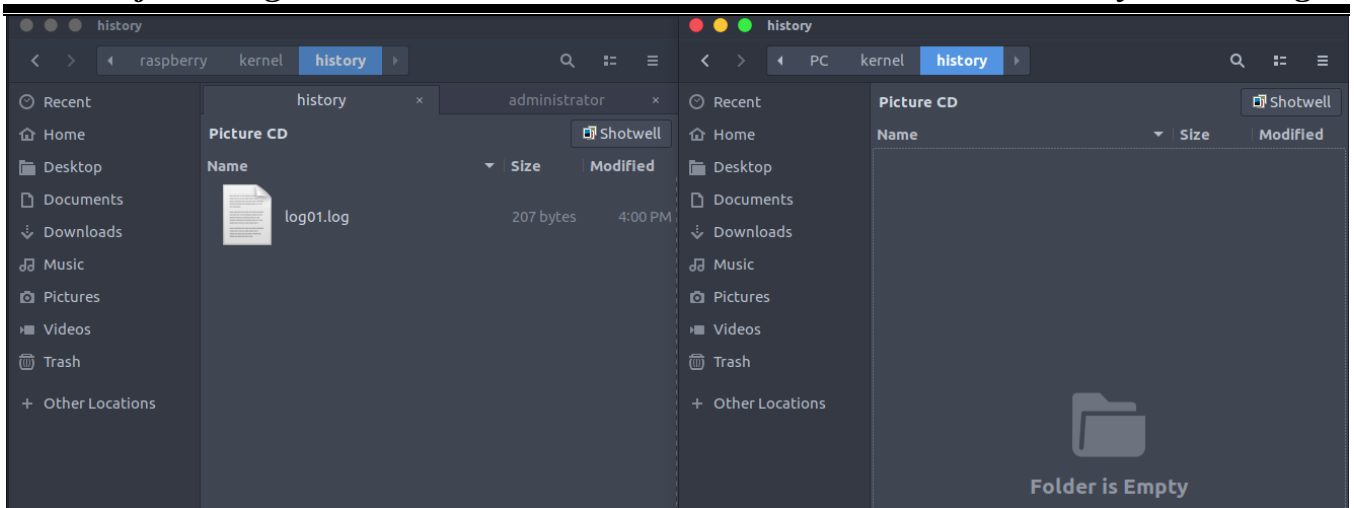 history
raspberry kernel history
Recent
Home
Desktop
Documents
Downloads
Music
Pictures
Videos
Trash
+ Other Locations
history × administrator ×
Picture CD Shotwell
Name Size Modified
log01.log 207 bytes 4:00 PM
history
PC kernel history
Recent
Home
Desktop
Documents
Downloads
Music
Pictures
Videos
Trash
+ Other Locations
Picture CD Shotwell
Name Size Modified
Folder is Empty